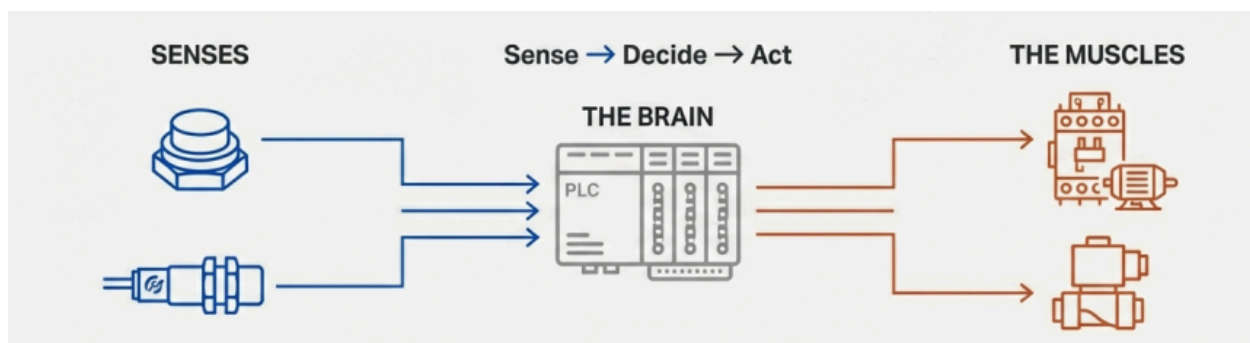 SENSES
Sense → Decide → Act
THE MUSCLES
THE BRAIN
PLC